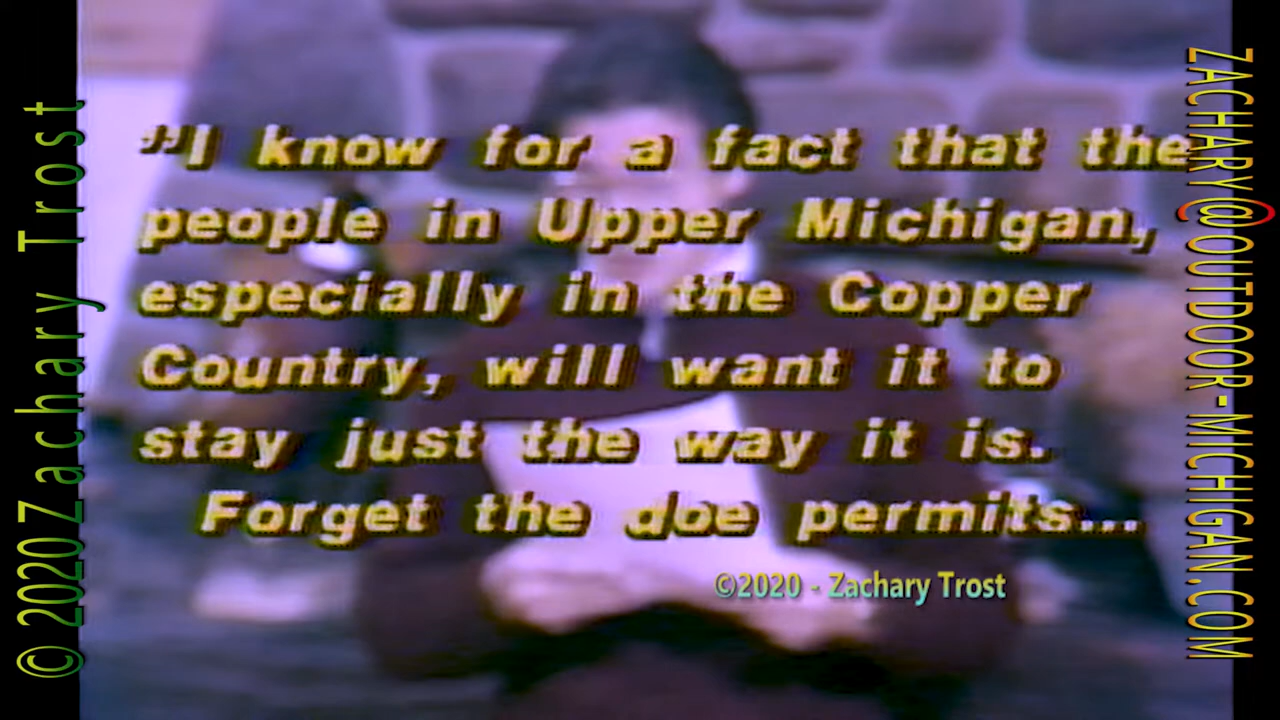 "I know for a fact that the
people in Upper Michigan,
especially in the Copper
Country, will want it to
stay just the way it is.
Forget the doe permits...
©2020 - Zachary Trost
© 2020 Zachary Trost
ZACHARY@OUTDOOR-MICHIGAN.COM